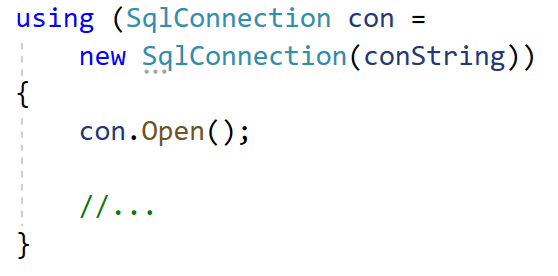 using (SqlConnection con =
    new SqlConnection(conString))
{
    con.Open();

    //...
}